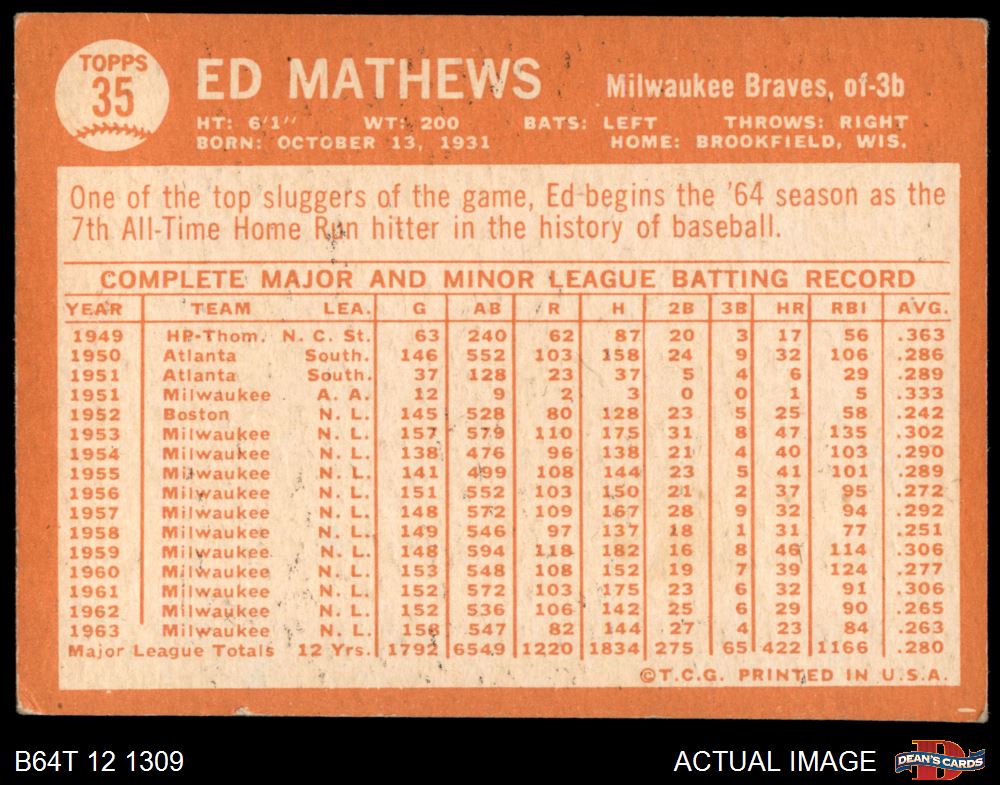 TOPPS
35
ED MATHEWS
Milwaukee Braves, of-3b
HT: 6'1" WT: 200 BATS: LEFT THROWS: RIGHT
BORN: OCTOBER 13, 1931 HOME: BROOKFIELD, WIS.
One of the top sluggers of the game, Ed begins the '64 season as the
7th All-Time Home Run hitter in the history of baseball.
COMPLETE MAJOR AND MINOR LEAGUE BATTING RECORD
YEAR TEAM LEA. G AB R H 2B 3B HR RBI AVG.
1949 HP-Thom. N. C. St. 63 240 62 87 20 3 17 56 .363
1950 Atlanta South. 146 552 103 158 24 9 32 106 .286
1951 Atlanta South. 37 128 23 37 5 4 6 29 .289
1951 Milwaukee A. A. 12 9 2 3 0 0 1 5 .333
1952 Boston N. L. 145 528 80 128 23 5 25 58 .242
1953 Milwaukee N. L. 157 579 110 175 31 8 47 135 .302
1954 Milwaukee N. L. 138 476 96 138 21 4 40 103 .290
1955 Milwaukee N. L. 141 499 108 144 23 5 41 101 .289
1956 Milwaukee N. L. 151 552 103 150 21 2 37 95 .272
1957 Milwaukee N. L. 148 572 109 167 28 9 32 94 .292
1958 Milwaukee N. L. 149 546 97 137 18 1 31 77 .251
1959 Milwaukee N. L. 148 594 118 182 16 8 46 114 .306
1960 Milwaukee N. L. 153 548 108 152 19 7 39 124 .277
1961 Milwaukee N. L. 152 572 103 175 23 6 32 91 .306
1962 Milwaukee N. L. 152 536 106 142 25 6 29 90 .265
1963 Milwaukee N. L. 158 547 82 144 27 4 23 84 .263
Major League Totals 12 Yrs. 1792 6549 1220 1834 275 65 422 1166 .280
©T.C.G. PRINTED IN U.S.A.
B64T 12 1309
ACTUAL IMAGE
D
DEAN'S CARDS